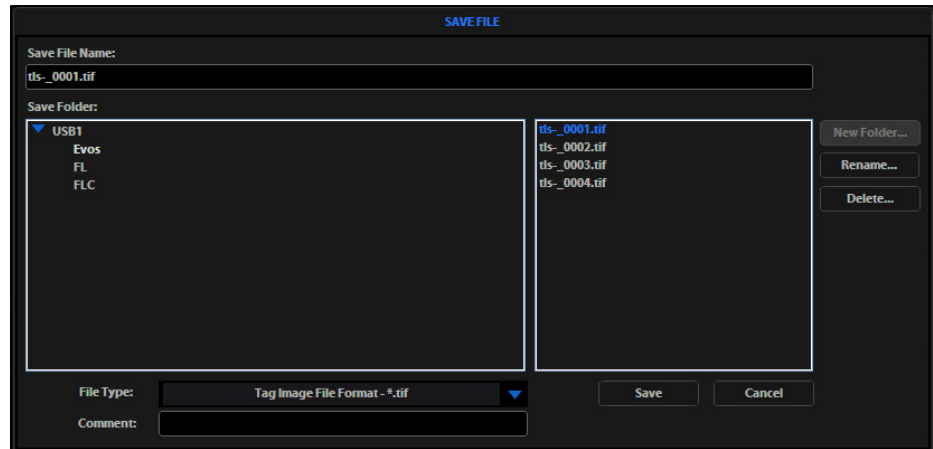 SAVE FILE
Save File Name:
tls-_0001.tif
Save Folder:
USB1
Evos
FL
FLC
tls-_0001.tif
tls-_0002.tif
tls-_0003.tif
tls-_0004.tif
New Folder...
Rename...
Delete...
File Type:
Tag Image File Format - *.tif
Save
Cancel
Comment: